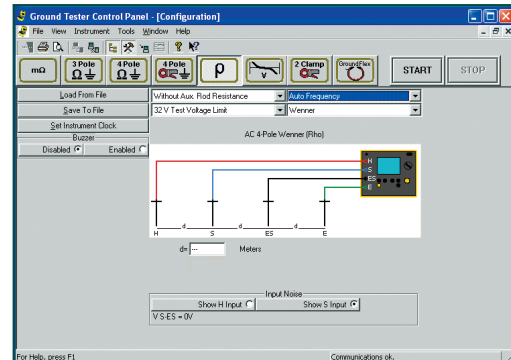 Ground Tester Control Panel - [Configuration]
File View Instrument Tools Window Help
mΩ
3 Pole
Ω
4 Pole
Ω
4 Pole
ρ
V
2 Clamp
GroundFlex
START
STOP
Load From File
Without Aux. Rod Resistance
Auto Frequency
Save To File
32 V Test Voltage Limit
Wenner
Set Instrument Clock
Buzzer
Disabled Enabled
AC 4-Pole Wenner (Rho)
H
S
ES
E
d d d
H S ES E
d= --- Meters
Input Noise
Show H Input Show S Input
V S-ES = 0V
For Help, press F1
Communications ok.